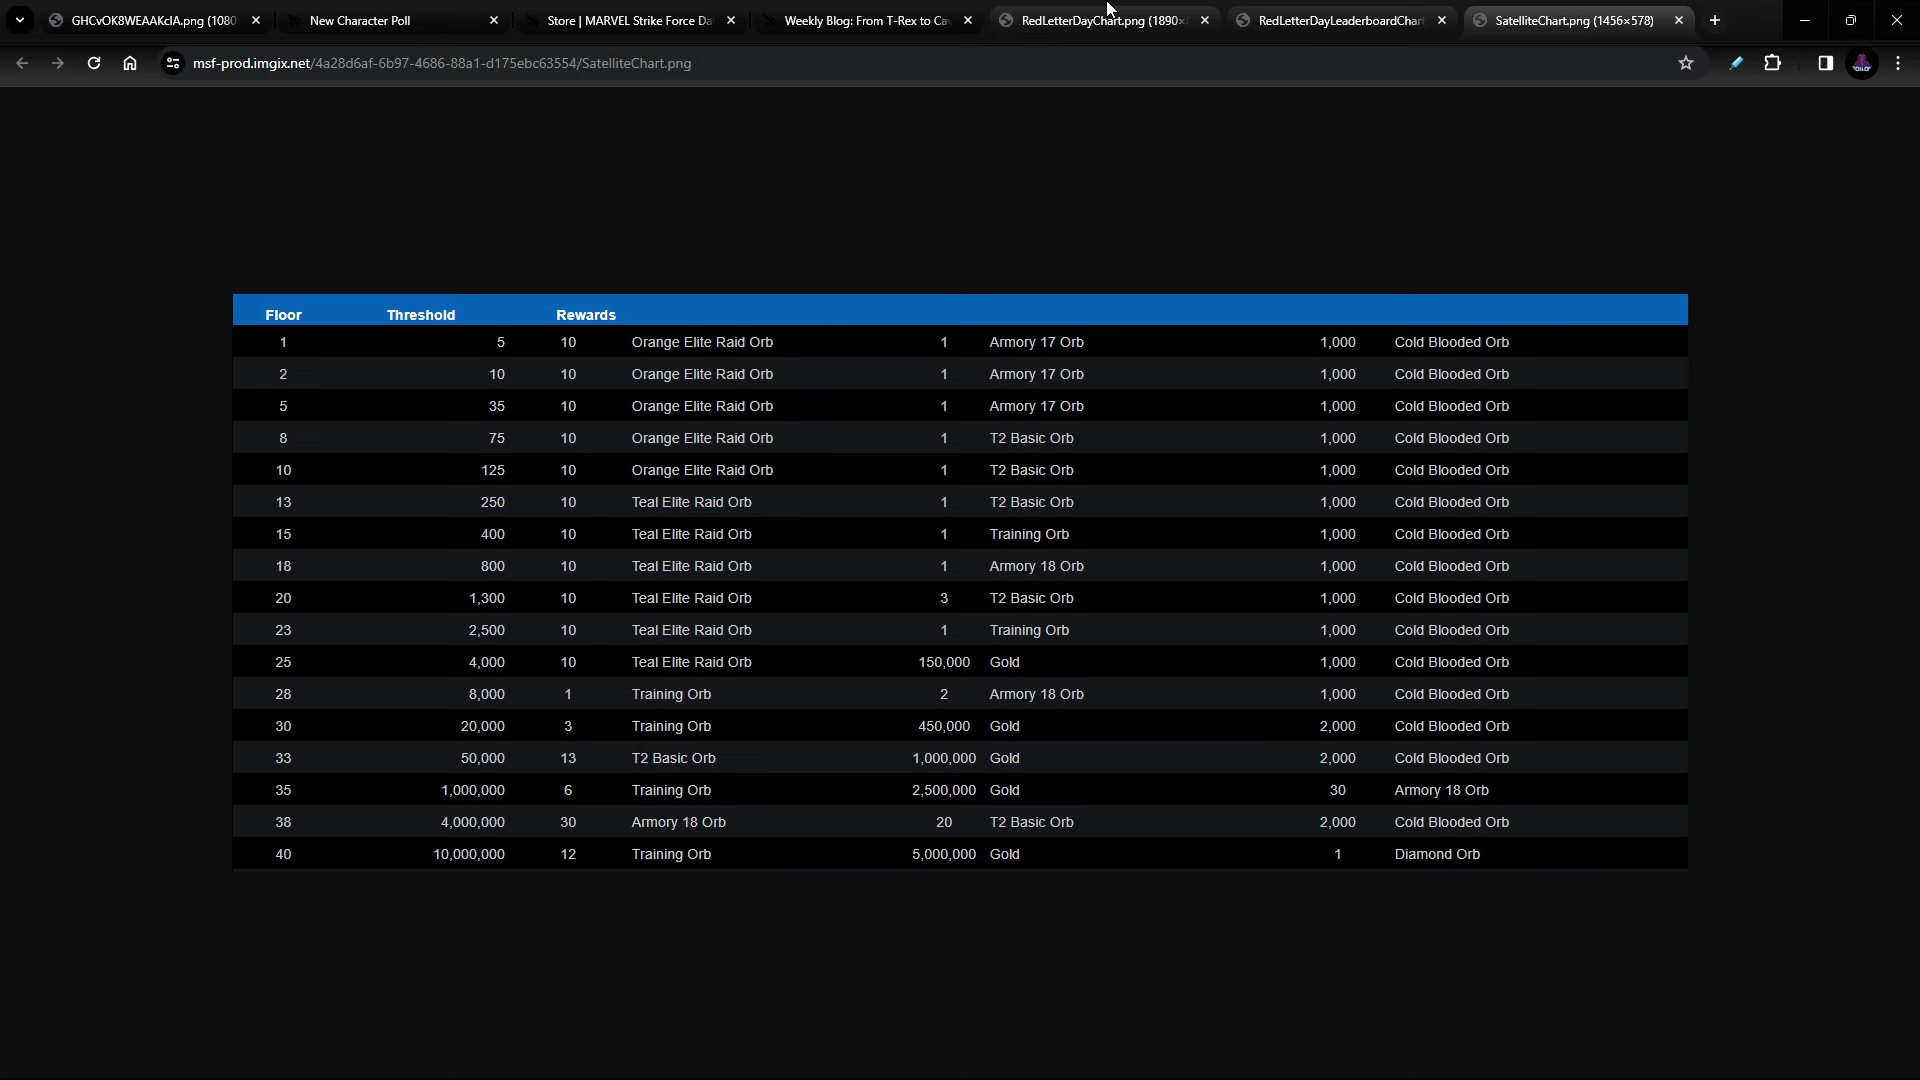 GHCvOK8WEAAKcIA.png (1080 New Character Poll Store | MARVEL Strike Force Da Weekly Blog: From T-Rex to Ca RedLetterDayChart.png (1890× RedLetterDayLeaderboardChart SatelliteChart.png (1456×578)
msf-prod.imgix.net/4a28d6af-6b97-4686-88a1-d175ebc63554/SatelliteChart.png
Floor Threshold Rewards
1 5 10 Orange Elite Raid Orb 1 Armory 17 Orb 1,000 Cold Blooded Orb
2 10 10 Orange Elite Raid Orb 1 Armory 17 Orb 1,000 Cold Blooded Orb
5 35 10 Orange Elite Raid Orb 1 Armory 17 Orb 1,000 Cold Blooded Orb
8 75 10 Orange Elite Raid Orb 1 T2 Basic Orb 1,000 Cold Blooded Orb
10 125 10 Orange Elite Raid Orb 1 T2 Basic Orb 1,000 Cold Blooded Orb
13 250 10 Teal Elite Raid Orb 1 T2 Basic Orb 1,000 Cold Blooded Orb
15 400 10 Teal Elite Raid Orb 1 Training Orb 1,000 Cold Blooded Orb
18 800 10 Teal Elite Raid Orb 1 Armory 18 Orb 1,000 Cold Blooded Orb
20 1,300 10 Teal Elite Raid Orb 3 T2 Basic Orb 1,000 Cold Blooded Orb
23 2,500 10 Teal Elite Raid Orb 1 Training Orb 1,000 Cold Blooded Orb
25 4,000 10 Teal Elite Raid Orb 150,000 Gold 1,000 Cold Blooded Orb
28 8,000 1 Training Orb 2 Armory 18 Orb 1,000 Cold Blooded Orb
30 20,000 3 Training Orb 450,000 Gold 2,000 Cold Blooded Orb
33 50,000 13 T2 Basic Orb 1,000,000 Gold 2,000 Cold Blooded Orb
35 1,000,000 6 Training Orb 2,500,000 Gold 30 Armory 18 Orb
38 4,000,000 30 Armory 18 Orb 20 T2 Basic Orb 2,000 Cold Blooded Orb
40 10,000,000 12 Training Orb 5,000,000 Gold 1 Diamond Orb